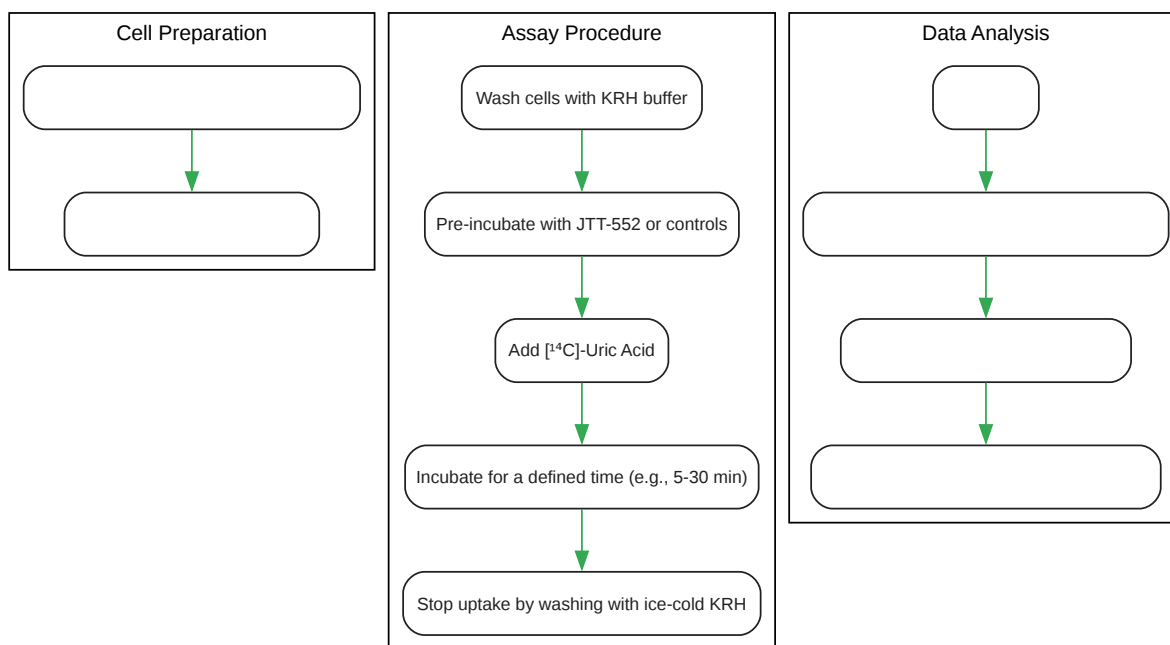 Cell Preparation
Assay Procedure
Wash cells with KRH buffer
Pre-incubate with JTT-552 or controls
Add [¹⁴C]-Uric Acid
Incubate for a defined time (e.g., 5-30 min)
Stop uptake by washing with ice-cold KRH
Data Analysis